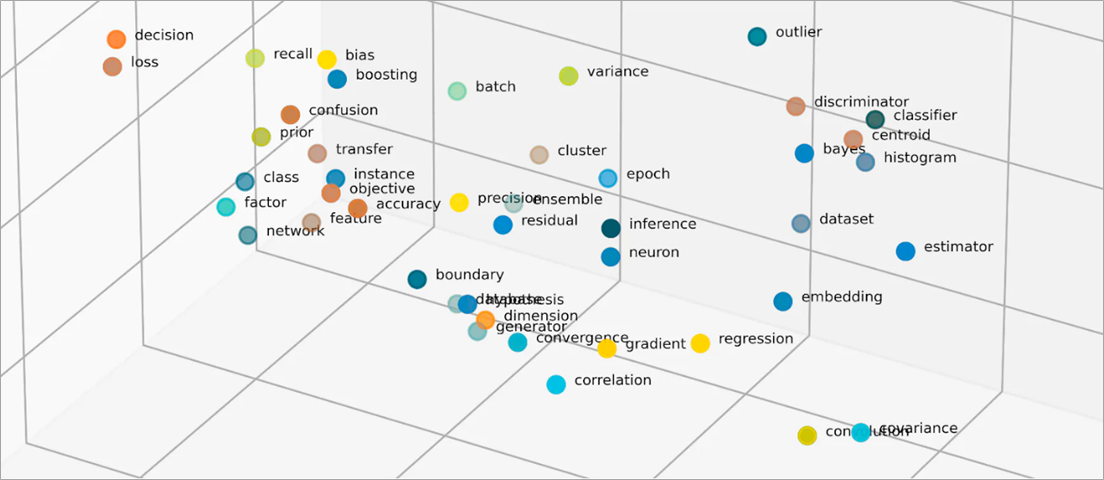 decision
outlier
recall
bias
loss
variance
boosting
batch
discriminator
confusion
classifier
prior
centroid
transfer
cluster
bayes
histogram
instance
epoch
class
objective
precision
ensemble
factor
accuracy
feature
residual
inference
dataset
network
neuron
estimator
boundary
embedding
database
hypothesis
dimension
generator
convergence
gradient
regression
correlation
convolution
covariance